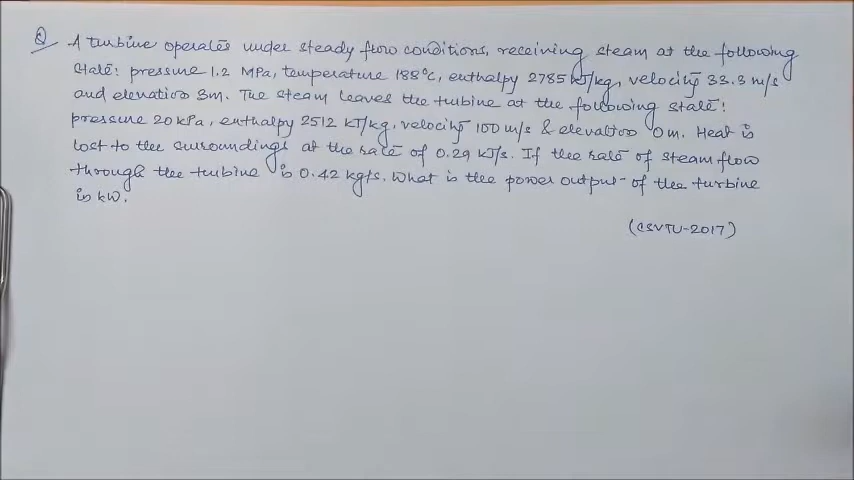 Q A turbine operates under steady flow conditions, receiving steam at the following
state: pressure 1.2 MPa, temperature 188°C, enthalpy 2785 kJ/kg, velocity 33.3 m/s
and elevation 3m. The steam leaves the turbine at the following state:
pressure 20 kPa, enthalpy 2512 kJ/kg, velocity 100 m/s & elevation 0 m. Heat is
lost to the surroundings at the rate of 0.29 kJ/s. If the rate of steam flow
through the turbine is 0.42 kg/s. What is the power output of the turbine
in kW.
(CSVTU-2017)